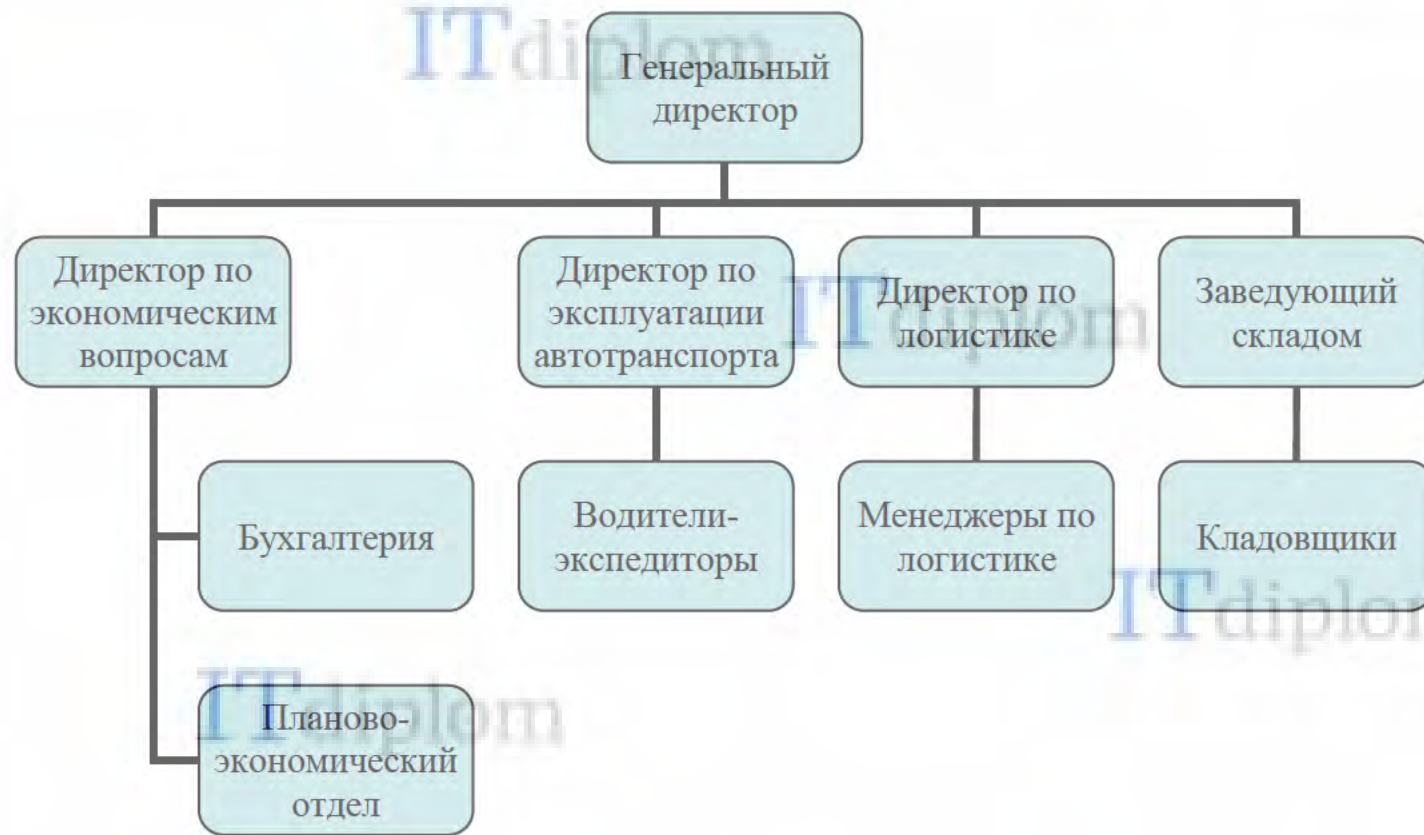 ITdiplom
Генеральный
директор
Директор по
экономическим
вопросам
Директор по
эксплуатации
автотранспорта
ITdiplom
Директор по
логистике
Заведующий
складом
Бухгалтерия
Водители-
экспедиторы
Менеджеры по
логистике
Кладовщики
ITdiplom
ITdiplom
Планово-
экономический
отдел